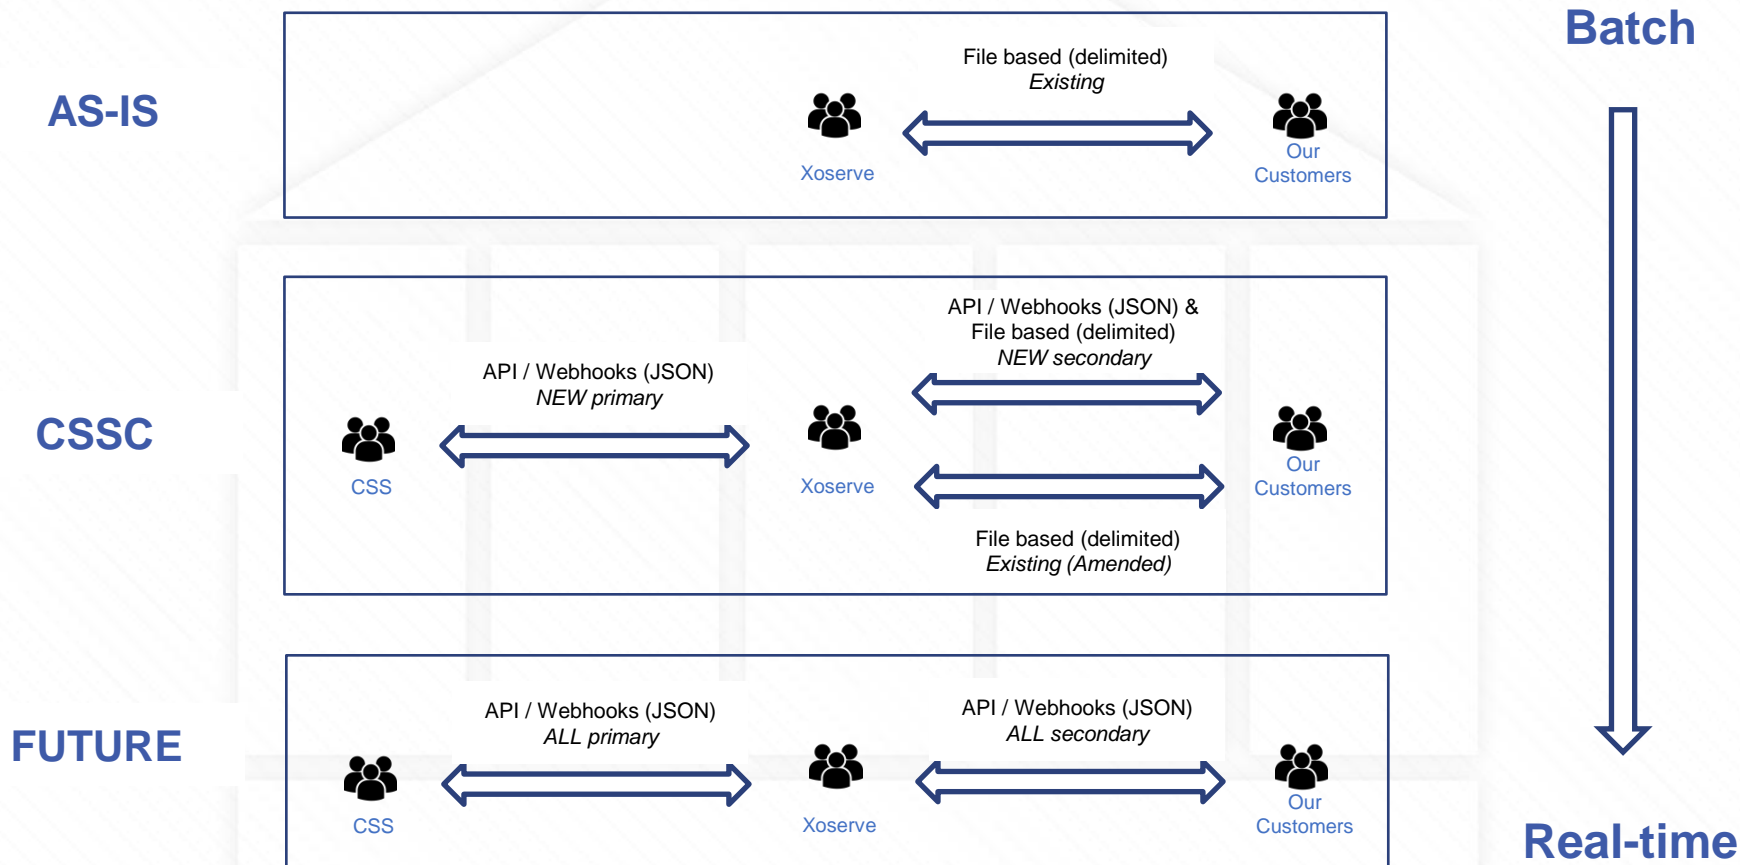 Batch
AS-IS
File based (delimited)
Existing
Xoserve
Our
Customers
CSSC
API / Webhooks (JSON)
NEW primary
API / Webhooks (JSON) &
File based (delimited)
NEW secondary
CSS
Xoserve
Our
Customers
File based (delimited)
Existing (Amended)
FUTURE
API / Webhooks (JSON)
ALL primary
API / Webhooks (JSON)
ALL secondary
CSS
Xoserve
Our
Customers
Real-time